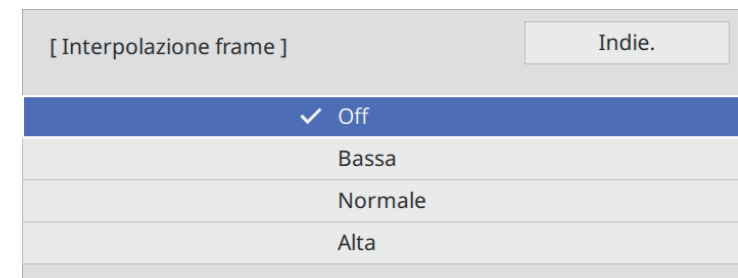 [ Interpolazione frame ]
Indie.
Off
Bassa
Normale
Alta